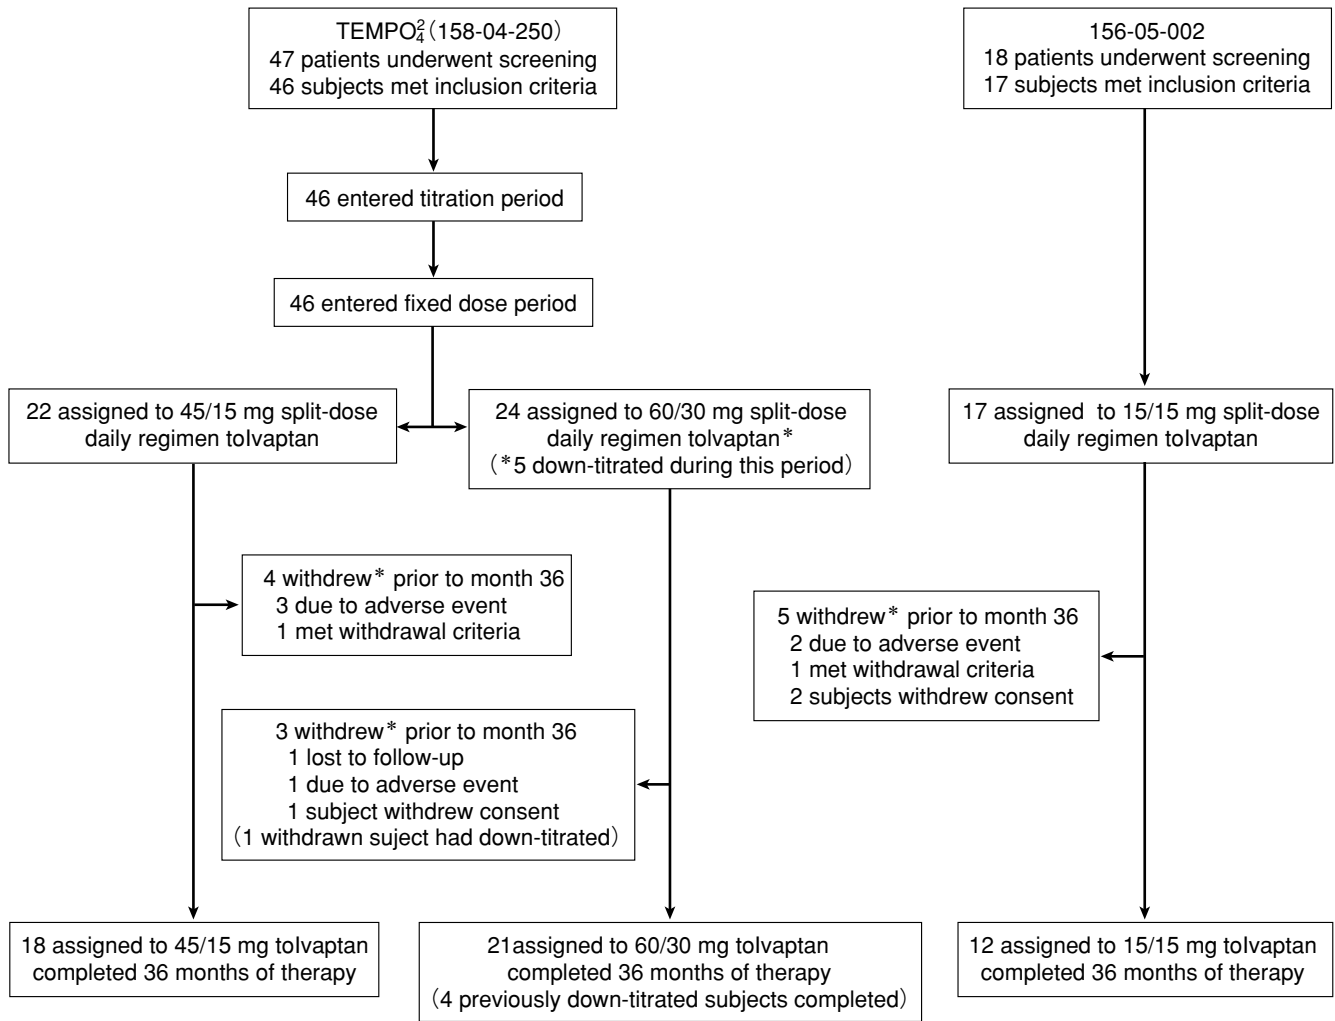 TEMPO₄²（158-04-250）
47 patients underwent screening
46 subjects met inclusion criteria
156-05-002
18 patients underwent screening
17 subjects met inclusion criteria
46 entered titration period
46 entered fixed dose period
22 assigned to 45/15 mg split-dose
daily regimen tolvaptan
24 assigned to 60/30 mg split-dose
daily regimen tolvaptan*
（*5 down-titrated during this period）
17 assigned to 15/15 mg split-dose
daily regimen tolvaptan
4 withdrew* prior to month 36
3 due to adverse event
1 met withdrawal criteria
5 withdrew* prior to month 36
2 due to adverse event
1 met withdrawal criteria
2 subjects withdrew consent
3 withdrew* prior to month 36
1 lost to follow-up
1 due to adverse event
1 subject withdrew consent
（1 withdrawn suject had down-titrated）
18 assigned to 45/15 mg tolvaptan
completed 36 months of therapy
21assigned to 60/30 mg tolvaptan
completed 36 months of therapy
（4 previously down-titrated subjects completed）
12 assigned to 15/15 mg tolvaptan
completed 36 months of therapy